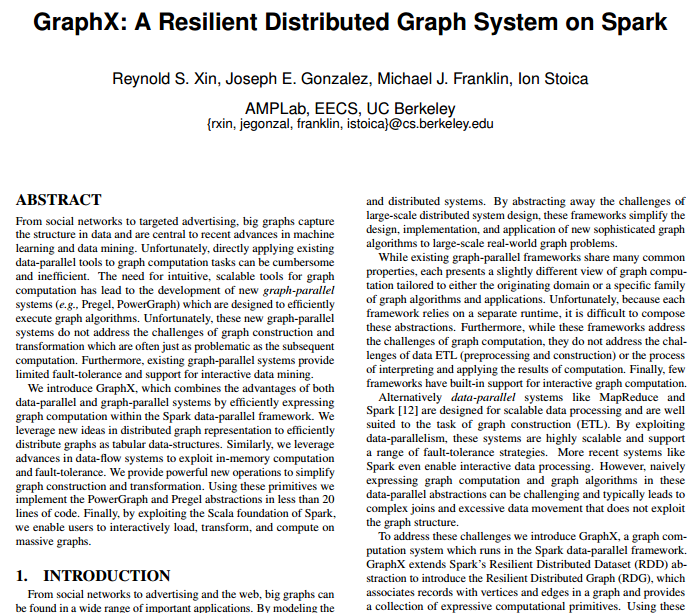 GraphX: A Resilient Distributed Graph System on Spark
Reynold S. Xin, Joseph E. Gonzalez, Michael J. Franklin, Ion Stoica
AMPLab, EECS, UC Berkeley
{rxin, jegonzal, franklin, istoica}@cs.berkeley.edu
ABSTRACT
From social networks to targeted advertising, big graphs capture
the structure in data and are central to recent advances in machine
learning and data mining. Unfortunately, directly applying existing
data-parallel tools to graph computation tasks can be cumbersome
and inefficient. The need for intuitive, scalable tools for graph
computation has lead to the development of new graph-parallel
systems (e.g., Pregel, PowerGraph) which are designed to efficiently
execute graph algorithms. Unfortunately, these new graph-parallel
systems do not address the challenges of graph construction and
transformation which are often just as problematic as the subsequent
computation. Furthermore, existing graph-parallel systems provide
limited fault-tolerance and support for interactive data mining.
We introduce GraphX, which combines the advantages of both
data-parallel and graph-parallel systems by efficiently expressing
graph computation within the Spark data-parallel framework. We
leverage new ideas in distributed graph representation to efficiently
distribute graphs as tabular data-structures. Similarly, we leverage
advances in data-flow systems to exploit in-memory computation
and fault-tolerance. We provide powerful new operations to simplify
graph construction and transformation. Using these primitives we
implement the PowerGraph and Pregel abstractions in less than 20
lines of code. Finally, by exploiting the Scala foundation of Spark,
we enable users to interactively load, transform, and compute on
massive graphs.
1. INTRODUCTION
From social networks to advertising and the web, big graphs can
be found in a wide range of important applications. By modeling the
and distributed systems. By abstracting away the challenges of
large-scale distributed system design, these frameworks simplify the
design, implementation, and application of new sophisticated graph
algorithms to large-scale real-world graph problems.
While existing graph-parallel frameworks share many common
properties, each presents a slightly different view of graph compu-
tation tailored to either the originating domain or a specific family
of graph algorithms and applications. Unfortunately, because each
framework relies on a separate runtime, it is difficult to compose
these abstractions. Furthermore, while these frameworks address
the challenges of graph computation, they do not address the chal-
lenges of data ETL (preprocessing and construction) or the process
of interpreting and applying the results of computation. Finally, few
frameworks have built-in support for interactive graph computation.
Alternatively data-parallel systems like MapReduce and
Spark [12] are designed for scalable data processing and are well
suited to the task of graph construction (ETL). By exploiting
data-parallelism, these systems are highly scalable and support
a range of fault-tolerance strategies. More recent systems like
Spark even enable interactive data processing. However, naively
expressing graph computation and graph algorithms in these
data-parallel abstractions can be challenging and typically leads to
complex joins and excessive data movement that does not exploit
the graph structure.
To address these challenges we introduce GraphX, a graph com-
putation system which runs in the Spark data-parallel framework.
GraphX extends Spark's Resilient Distributed Dataset (RDD) ab-
straction to introduce the Resilient Distributed Graph (RDG), which
associates records with vertices and edges in a graph and provides
a collection of expressive computational primitives. Using these